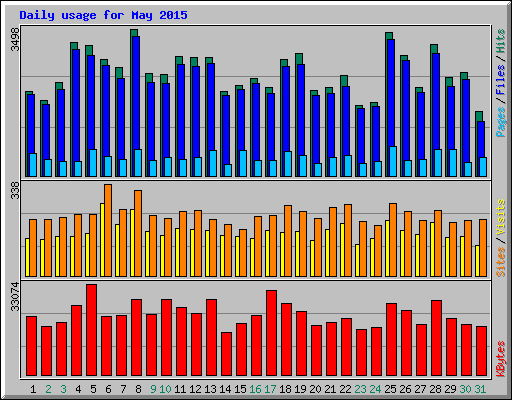 Daily usage for May 2015
3498
Pages / Files / Hits
338
Sites / Visits
33074
KBytes
1 2 3 4 5 6 7 8 9 10 11 12 13 14 15 16 17 18 19 20 21 22 23 24 25 26 27 28 29 30 31